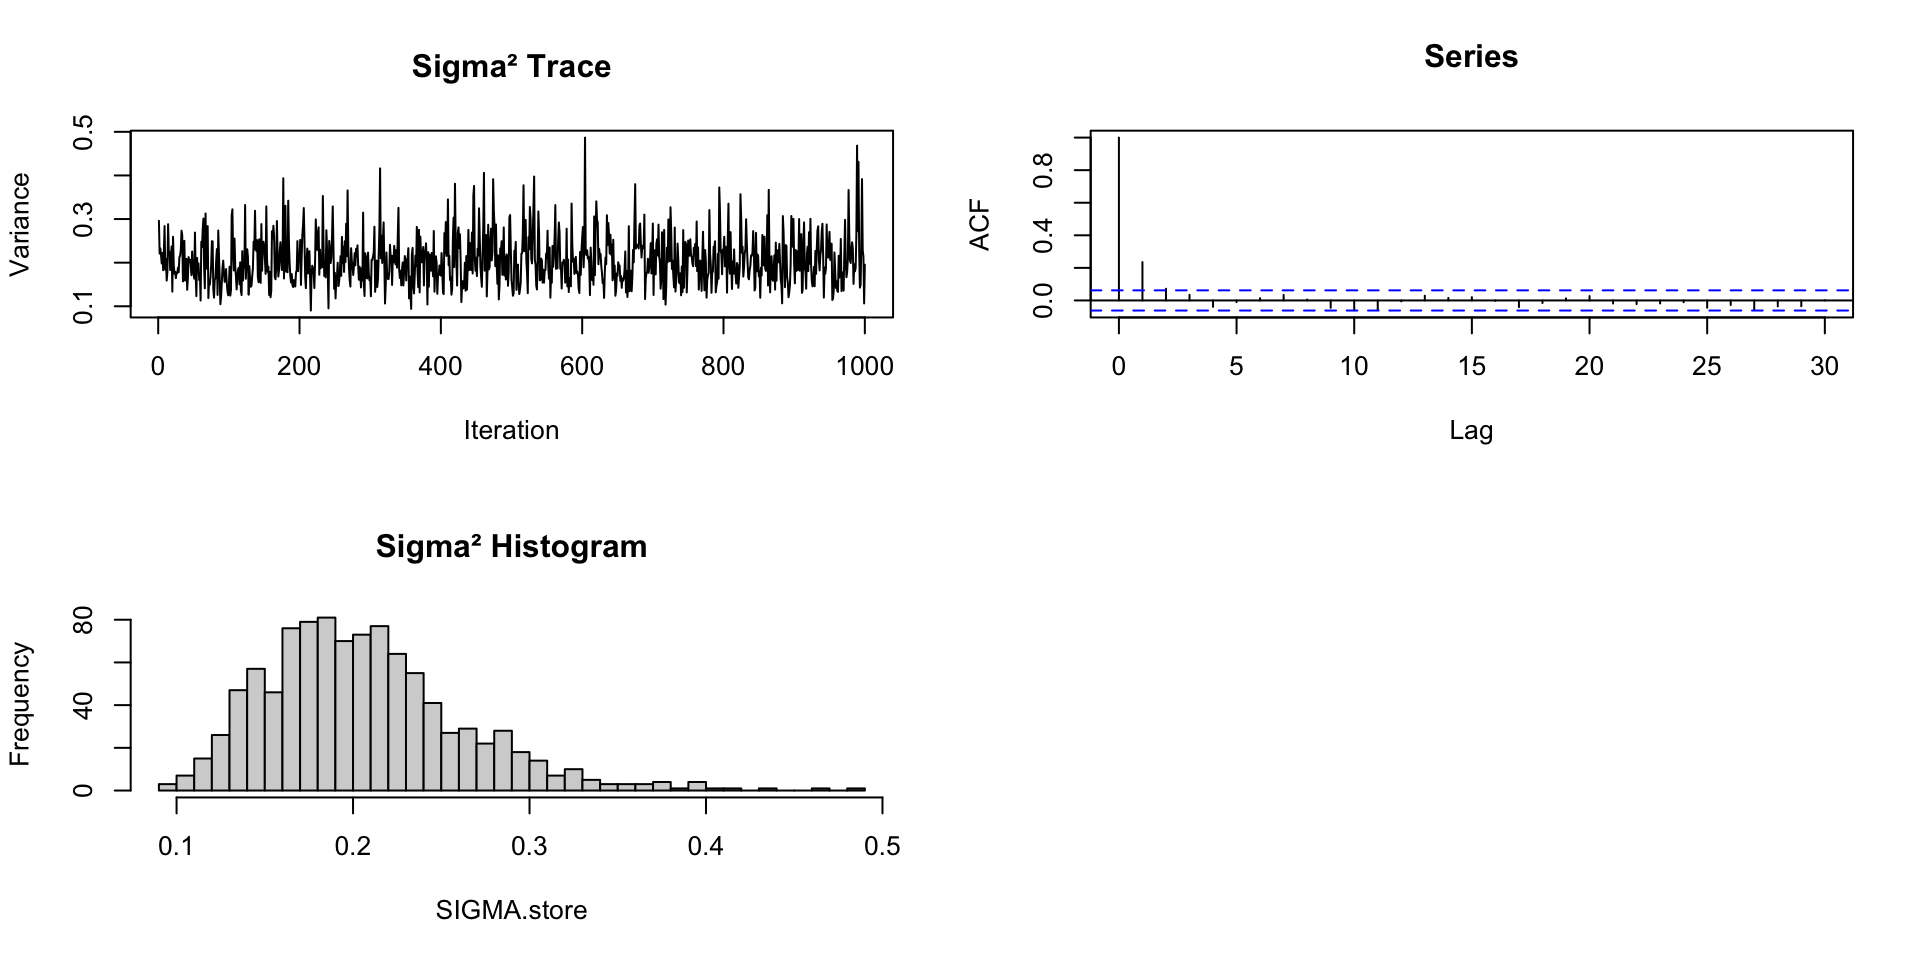 Sigma² Trace
Variance
0.1 0.3 0.5
0 200 400 600 800 1000
Iteration
Series
ACF
0.0 0.4 0.8
0 5 10 15 20 25 30
Lag
Sigma² Histogram
Frequency
0 40 80
0.1 0.2 0.3 0.4 0.5
SIGMA.store